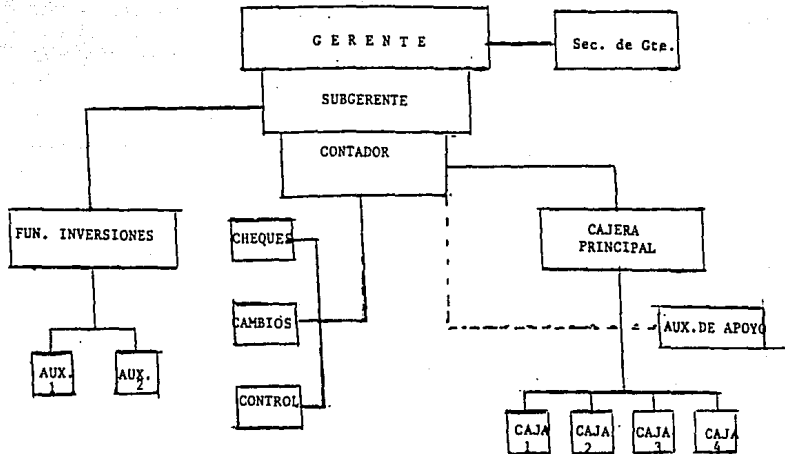 GERENTE
Sec. de Gte.
SUBGERENTE
CONTADOR
FUN. INVERSIONES
CHEQUES
CAJERA
PRINCIPAL
CAMBIOS
AUX.DE APOYO
AUX.
1
AUX.
2
CONTROL
CAJA
1
CAJA
2
CAJA
3
CAJA
4